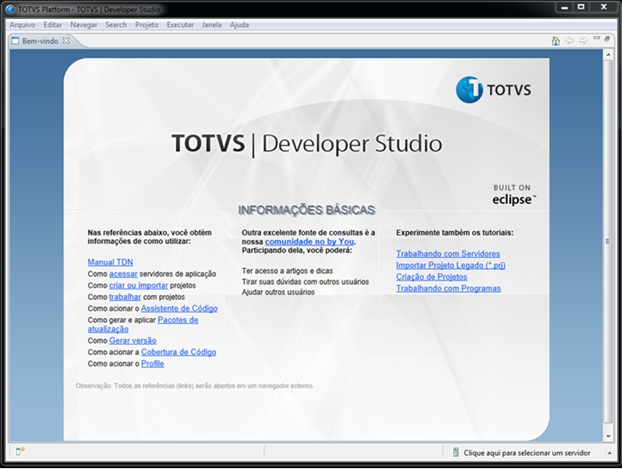 TOTVS Platform - TOTVS | Developer Studio
Arquivo Editar Navegar Search Projeto Executar Janela Ajuda
Bem-vindo
TOTVS
TOTVS | Developer Studio
BUILT ON
eclipse™
INFORMAÇÕES BÁSICAS
Nas referências abaixo, você obtém
informações de como utilizar:
Manual TDN
Como acessar servidores de aplicação
Como criar ou importar projetos
Como trabalhar com projetos
Como acionar o Assistente de Código
Como gerar e aplicar Pacotes de
atualização
Como Gerar versão
Como acionar a Cobertura de Código
Como acionar o Profile
Outra excelente fonte de consultas é a
nossa comunidade no by You.
Participando dela, você poderá:
Ter acesso a artigos e dicas
Tirar suas dúvidas com outros usuários
Ajudar outros usuários
Experimente também os tutoriais:
Trabalhando com Servidores
Importar Projeto Legado (*.prj)
Criação de Projetos
Trabalhando com Programas
Observação: Todos as referências (links) serão abertos em um navegador externo.
Clique aqui para selecionar um servidor